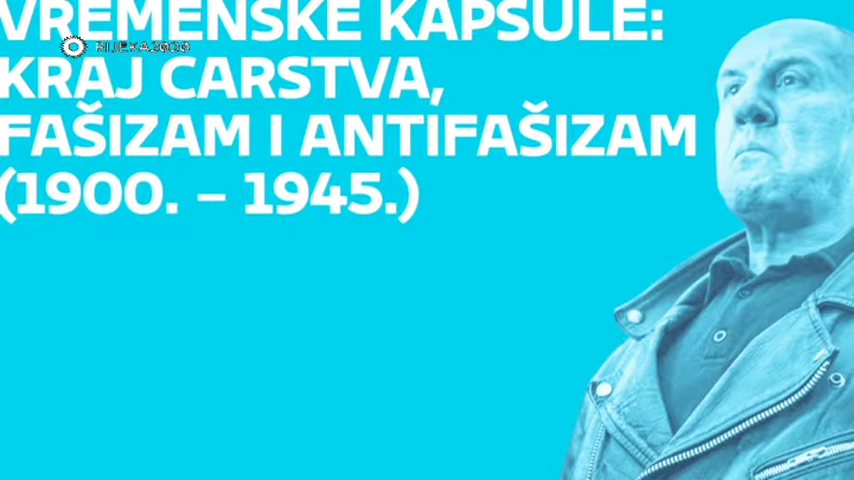 VREMENSKE KAPSULE:
RIJEKA2020
KRAJ CARSTVA,
FAŠIZAM I ANTIFAŠIZAM
(1900. – 1945.)